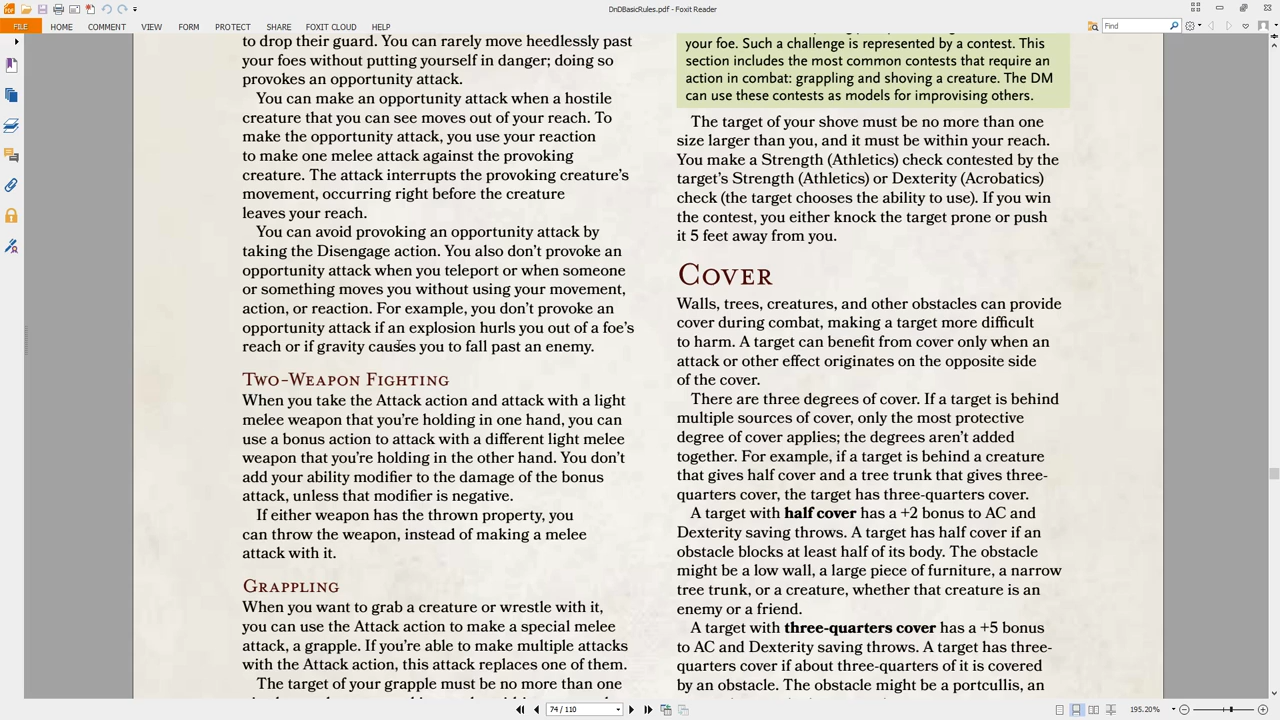 DnDBasicRules.pdf - Foxit Reader
FILE
HOME
COMMENT
VIEW
FORM
PROTECT
SHARE
FOXIT CLOUD
HELP
Find
to drop their guard. You can rarely move heedlessly past
your foes without putting yourself in danger; doing so
provokes an opportunity attack.
You can make an opportunity attack when a hostile
creature that you can see moves out of your reach. To
make the opportunity attack, you use your reaction
to make one melee attack against the provoking
creature. The attack interrupts the provoking creature's
movement, occurring right before the creature
leaves your reach.
You can avoid provoking an opportunity attack by
taking the Disengage action. You also don't provoke an
opportunity attack when you teleport or when someone
or something moves you without using your movement,
action, or reaction. For example, you don't provoke an
opportunity attack if an explosion hurls you out of a foe's
reach or if gravity causes you to fall past an enemy.
Two-Weapon Fighting
When you take the Attack action and attack with a light
melee weapon that you're holding in one hand, you can
use a bonus action to attack with a different light melee
weapon that you're holding in the other hand. You don't
add your ability modifier to the damage of the bonus
attack, unless that modifier is negative.
If either weapon has the thrown property, you
can throw the weapon, instead of making a melee
attack with it.
Grappling
When you want to grab a creature or wrestle with it,
you can use the Attack action to make a special melee
attack, a grapple. If you're able to make multiple attacks
with the Attack action, this attack replaces one of them.
The target of your grapple must be no more than one
your foe. Such a challenge is represented by a contest. This
section includes the most common contests that require an
action in combat: grappling and shoving a creature. The DM
can use these contests as models for improvising others.
The target of your shove must be no more than one
size larger than you, and it must be within your reach.
You make a Strength (Athletics) check contested by the
target's Strength (Athletics) or Dexterity (Acrobatics)
check (the target chooses the ability to use). If you win
the contest, you either knock the target prone or push
it 5 feet away from you.
Cover
Walls, trees, creatures, and other obstacles can provide
cover during combat, making a target more difficult
to harm. A target can benefit from cover only when an
attack or other effect originates on the opposite side
of the cover.
There are three degrees of cover. If a target is behind
multiple sources of cover, only the most protective
degree of cover applies; the degrees aren't added
together. For example, if a target is behind a creature
that gives half cover and a tree trunk that gives three-
quarters cover, the target has three-quarters cover.
A target with half cover has a +2 bonus to AC and
Dexterity saving throws. A target has half cover if an
obstacle blocks at least half of its body. The obstacle
might be a low wall, a large piece of furniture, a narrow
tree trunk, or a creature, whether that creature is an
enemy or a friend.
A target with three-quarters cover has a +5 bonus
to AC and Dexterity saving throws. A target has three-
quarters cover if about three-quarters of it is covered
by an obstacle. The obstacle might be a portcullis, an
74 / 110
195.20%